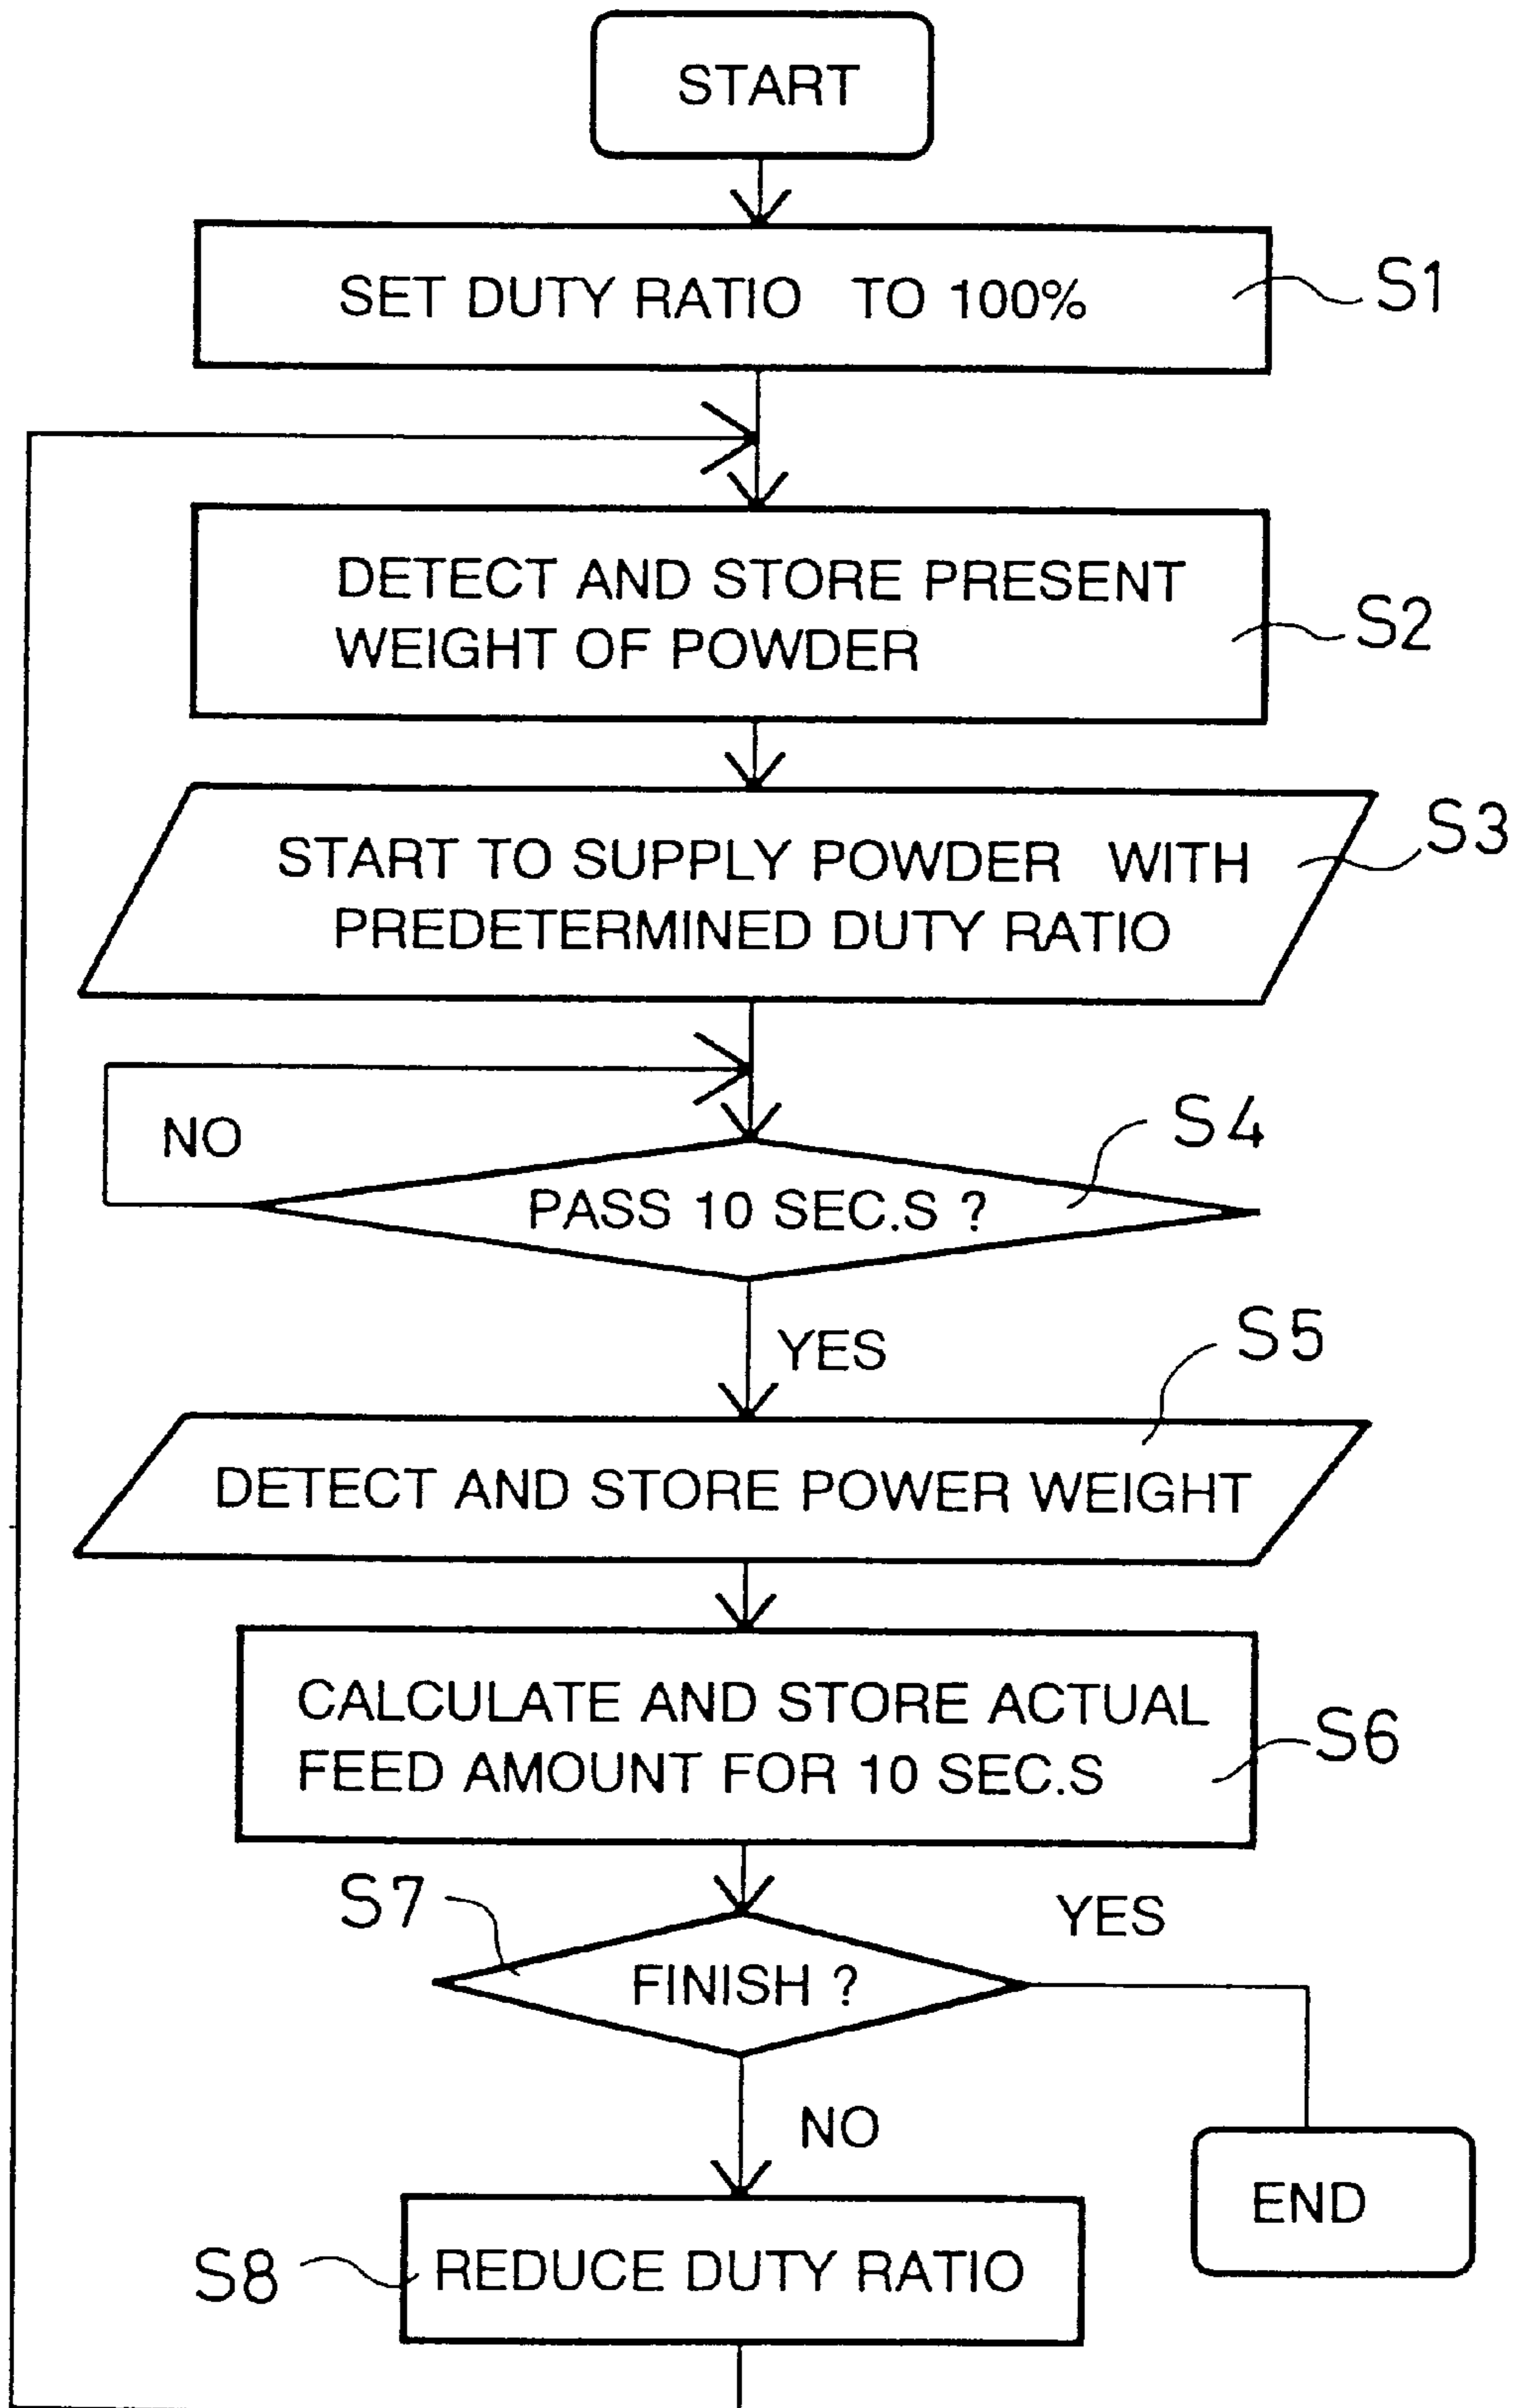 START
SET DUTY RATIO TO 100%
S1
DETECT AND STORE PRESENT
WEIGHT OF POWDER
S2
START TO SUPPLY POWDER WITH
PREDETERMINED DUTY RATIO
S3
NO
PASS 10 SEC.S ?
S4
YES
S5
DETECT AND STORE POWER WEIGHT
CALCULATE AND STORE ACTUAL
FEED AMOUNT FOR 10 SEC.S
S6
S7
YES
FINISH ?
NO
END
S8
REDUCE DUTY RATIO